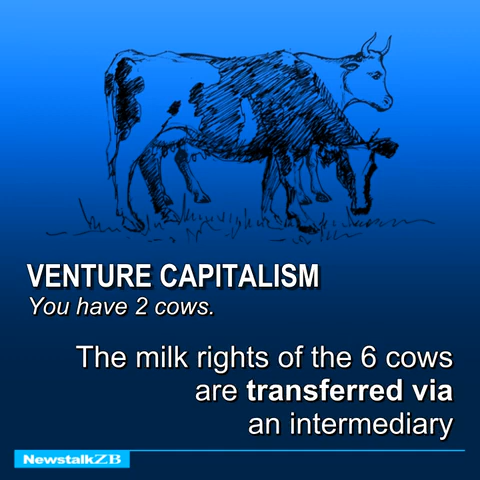 VENTURE CAPITALISM
You have 2 cows.
The milk rights of the 6 cows
are transferred via
an intermediary
NewstalkZB